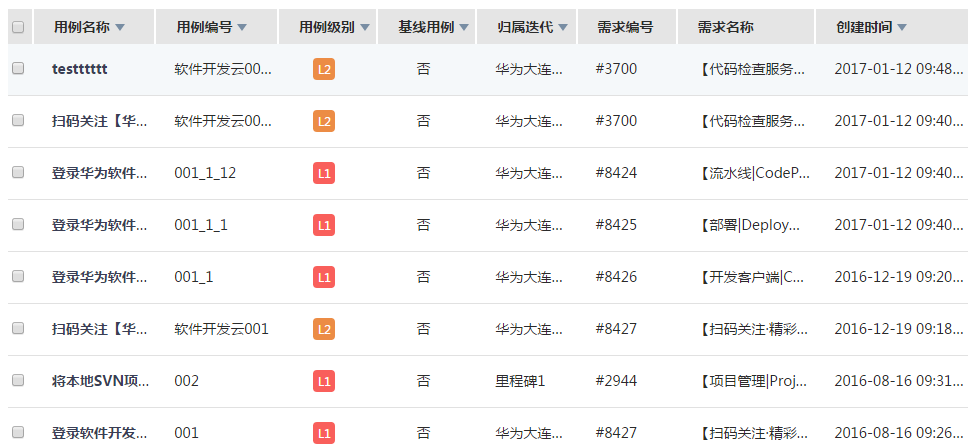 用例名称 用例编号 用例级别 基线用例 归属迭代 需求编号 需求名称 创建时间
testttttt 软件开发云00... L2 否 华为大连... #3700 【代码检查服务... 2017-01-12 09:48...
扫码关注【华... 软件开发云00... L2 否 华为大连... #3700 【代码检查服务... 2017-01-12 09:40...
登录华为软件... 001_1_12 L1 否 华为大连... #8424 【流水线|CodeP... 2017-01-12 09:40...
登录华为软件... 001_1_1 L1 否 华为大连... #8425 【部署|Deploy... 2017-01-12 09:40...
登录华为软件... 001_1 L1 否 华为大连... #8426 【开发客户端|C... 2016-12-19 09:20...
扫码关注【华... 软件开发云001 L2 否 华为大连... #8427 【扫码关注·精彩... 2016-12-19 09:18...
将本地SVN项... 002 L1 否 里程碑1 #2944 【项目管理|Proj... 2016-08-16 09:31...
登录软件开发... 001 L1 否 华为大连... #8427 【扫码关注·精彩... 2016-08-16 09:26...